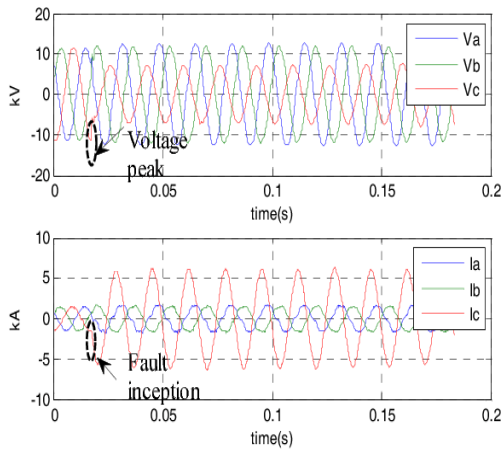 20
10
0
-10
-20
kV
Va
Vb
Vc
Voltage
peak
0
0.05
0.1
0.15
0.2
time(s)
10
5
0
-5
-10
kA
Ia
Ib
Ic
Fault
inception
0
0.05
0.1
0.15
0.2
time(s)